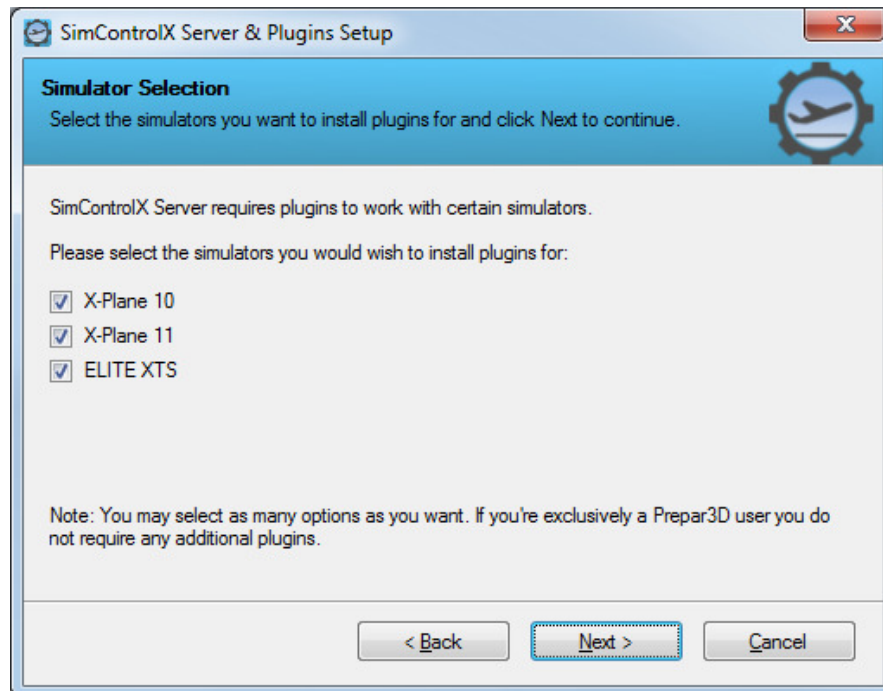 SimControlX Server & Plugins Setup
Simulator Selection
Select the simulators you want to install plugins for and click Next to continue.
SimControlX Server requires plugins to work with certain simulators.
Please select the simulators you would wish to install plugins for:
X-Plane 10
X-Plane 11
ELITE XTS
Note: You may select as many options as you want. If you're exclusively a Prepar3D user you do
not require any additional plugins.
< Back
Next >
Cancel